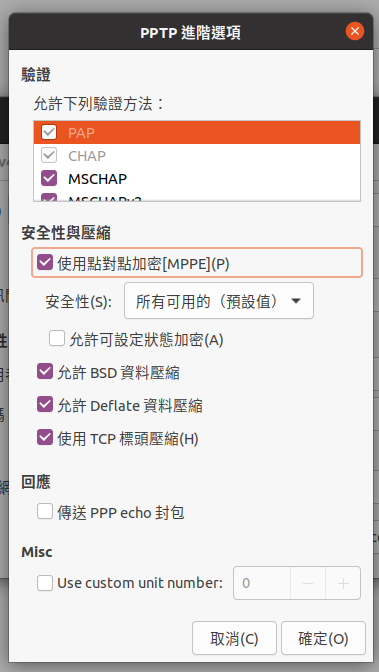 PPTP 進階選項
驗證
允許下列驗證方法：
PAP
CHAP
MSCHAP
MSCHAPv2
安全性與壓縮
使用點對點加密[MPPE](P)
安全性(S): 所有可用的（預設值）
允許可設定狀態加密(A)
允許 BSD 資料壓縮
允許 Deflate 資料壓縮
使用 TCP 標頭壓縮(H)
回應
傳送 PPP echo 封包
Misc
Use custom unit number: 0
取消(C) 確定(O)